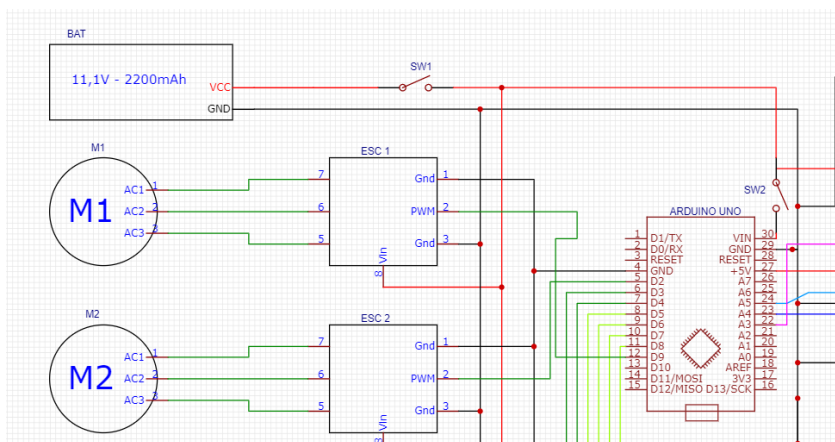 BAT
11,1V - 2200mAh
VCC
GND
SW1
M1
M1
AC1 1
AC2 2
AC3 3
ESC 1
7
6
5
Gnd 1
PWM 2
Gnd 3
Vin
8
SW2
ARDUINO UNO
1 D1/TX
2 D0/RX
3 RESET
4 GND
5 D2
6 D3
7 D4
8 D5
9 D6
10 D7
11 D8
12 D9
13 D10
14 D11/MOSI
15 D12/MISO
VIN 30
GND 29
RESET 28
+5V 27
A7 26
A6 25
A5 24
A4 23
A3 22
A2 21
A1 20
A0 19
AREF 18
3V3 17
D13/SCK 16
M2
M2
AC1 1
AC2 2
AC3 3
ESC 2
7
6
5
Gnd 1
PWM 2
Gnd 3
Vin
8